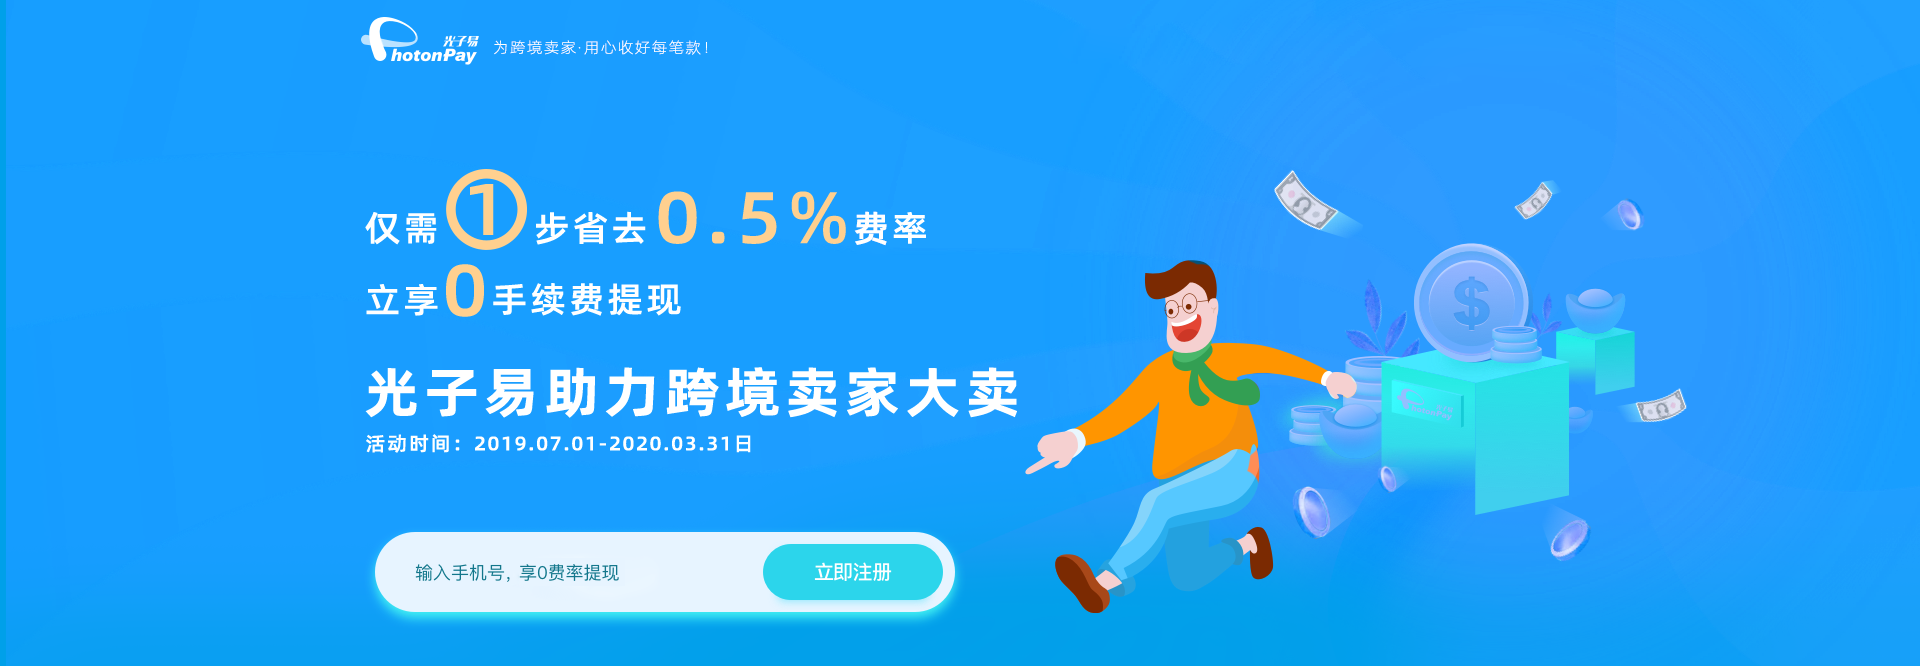 光子易
PhotonPay
为跨境卖家·用心收好每笔款！
仅需①步省去0.5%费率
立享0手续费提现
光子易助力跨境卖家大卖
活动时间：2019.07.01-2020.03.31日
输入手机号，享0费率提现
立即注册
$